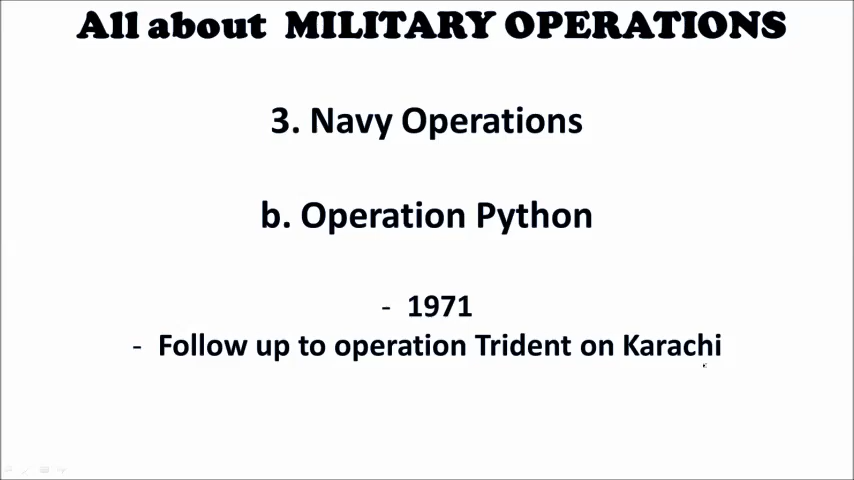 All about MILITARY OPERATIONS
3. Navy Operations
b. Operation Python
- 1971
- Follow up to operation Trident on Karachi